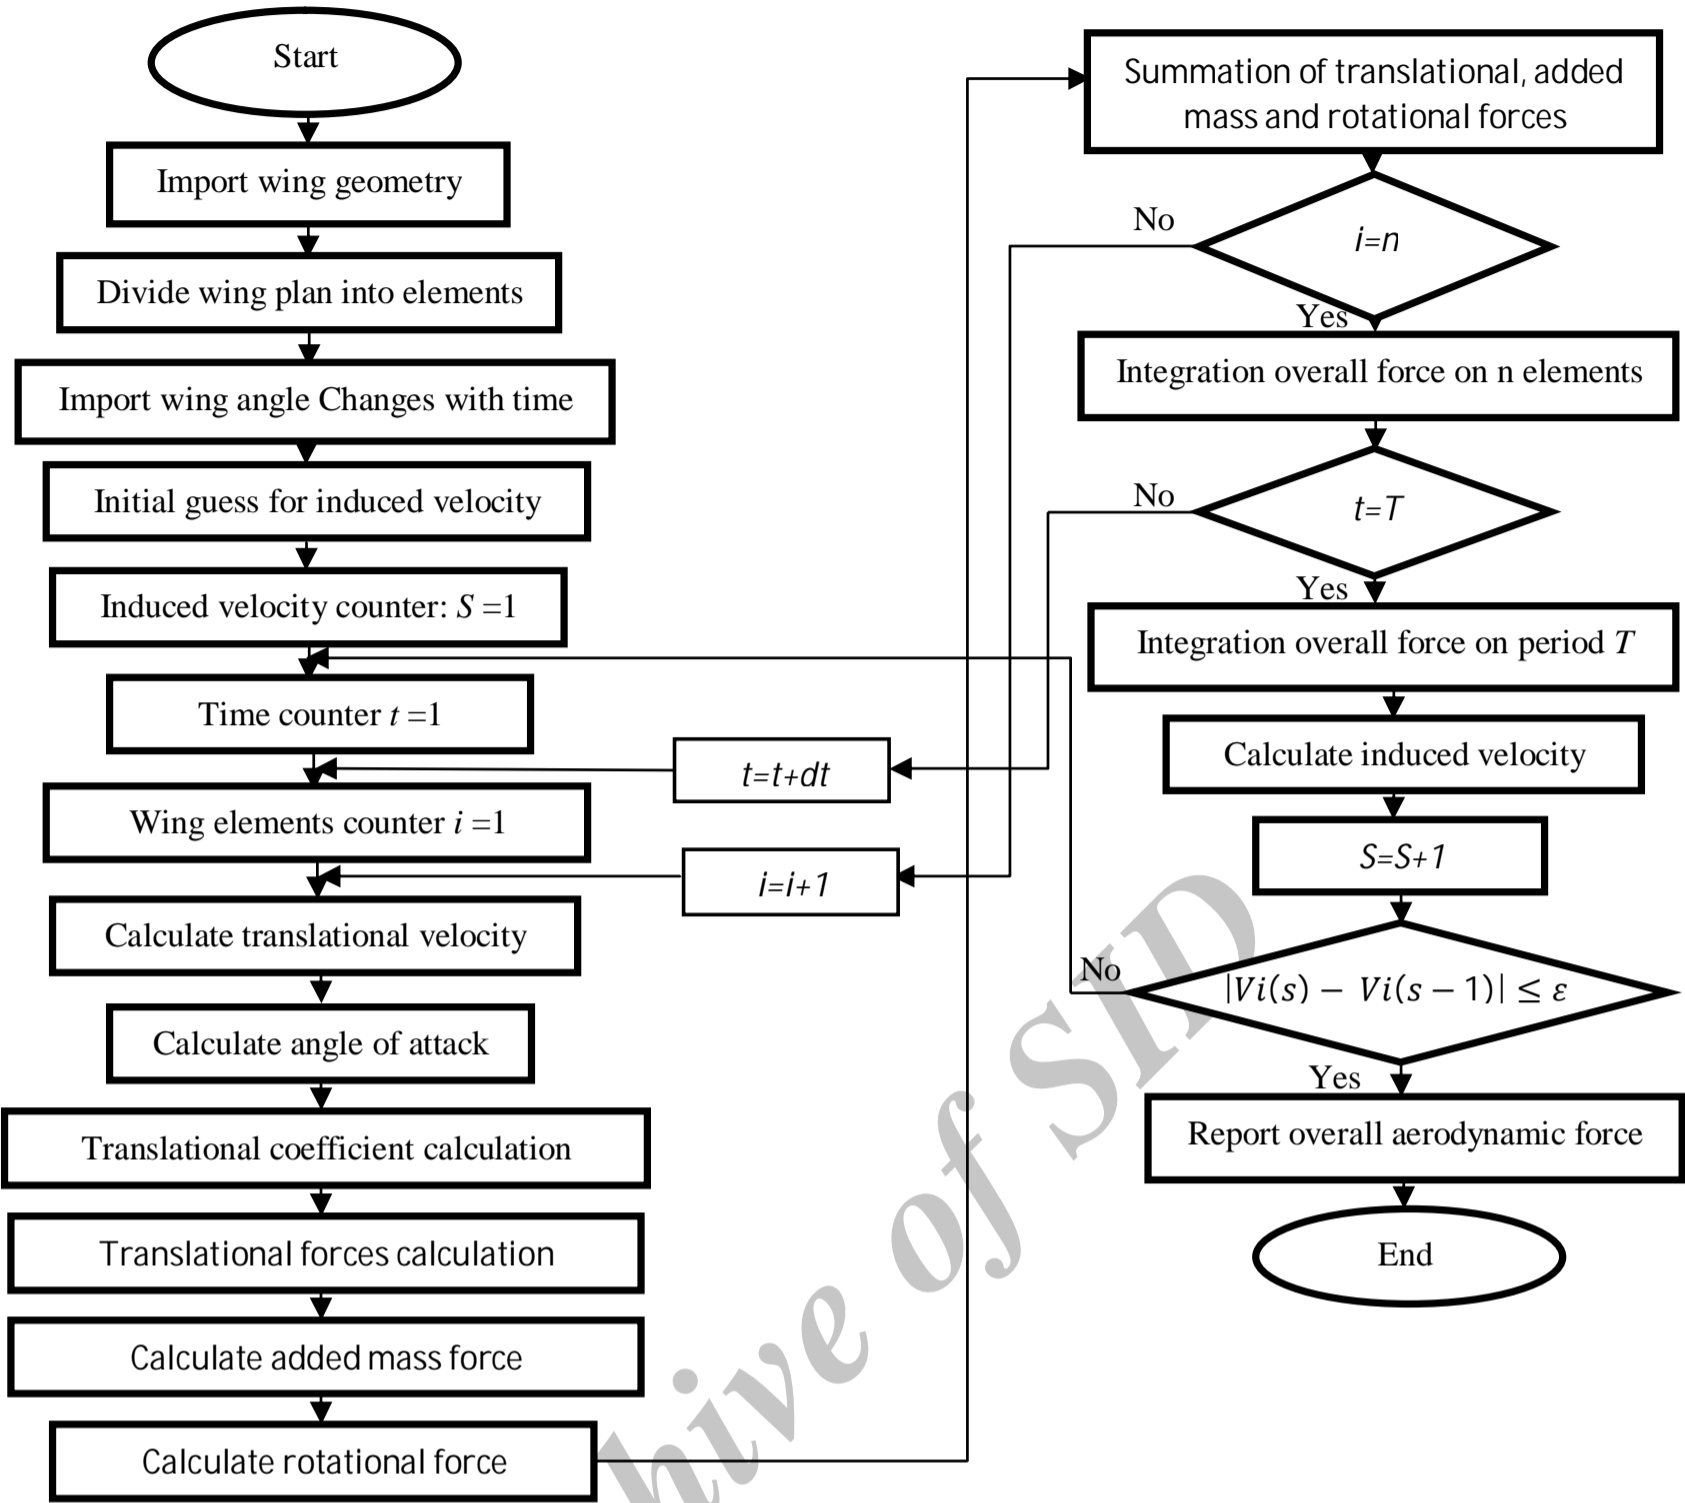 Start
Import wing geometry
Divide wing plan into elements
Import wing angle Changes with time
Initial guess for induced velocity
Induced velocity counter: S =1
Time counter t =1
Wing elements counter i =1
Calculate translational velocity
Calculate angle of attack
Translational coefficient calculation
Translational forces calculation
Calculate added mass force
Calculate rotational force
t=t+dt
i=i+1
Summation of translational, added
mass and rotational forces
No
i=n
Yes
Integration overall force on n elements
No
t=T
Yes
Integration overall force on period T
Calculate induced velocity
S=S+1
No
|Vi(s) − Vi(s − 1)| ≤ ε
Yes
Report overall aerodynamic force
End
hive of SID